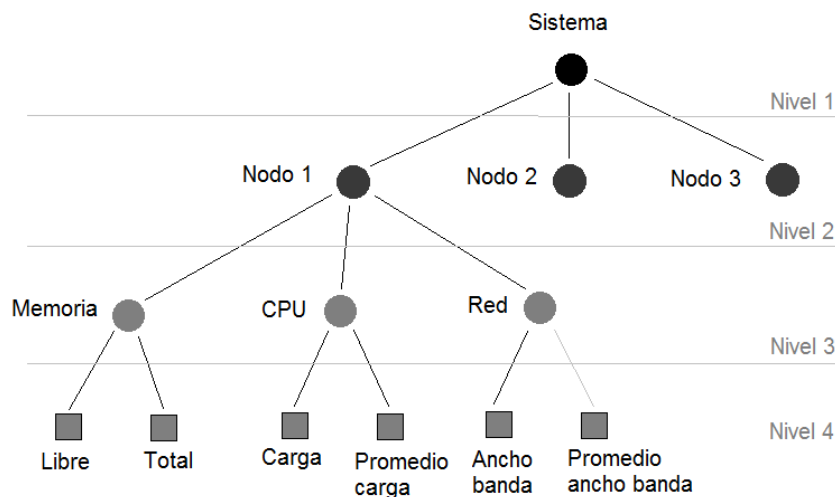 Sistema
Nivel 1
Nodo 1
Nodo 2
Nodo 3
Nivel 2
Memoria
CPU
Red
Nivel 3
Libre
Total
Carga
Promedio
carga
Ancho
banda
Promedio
ancho banda
Nivel 4